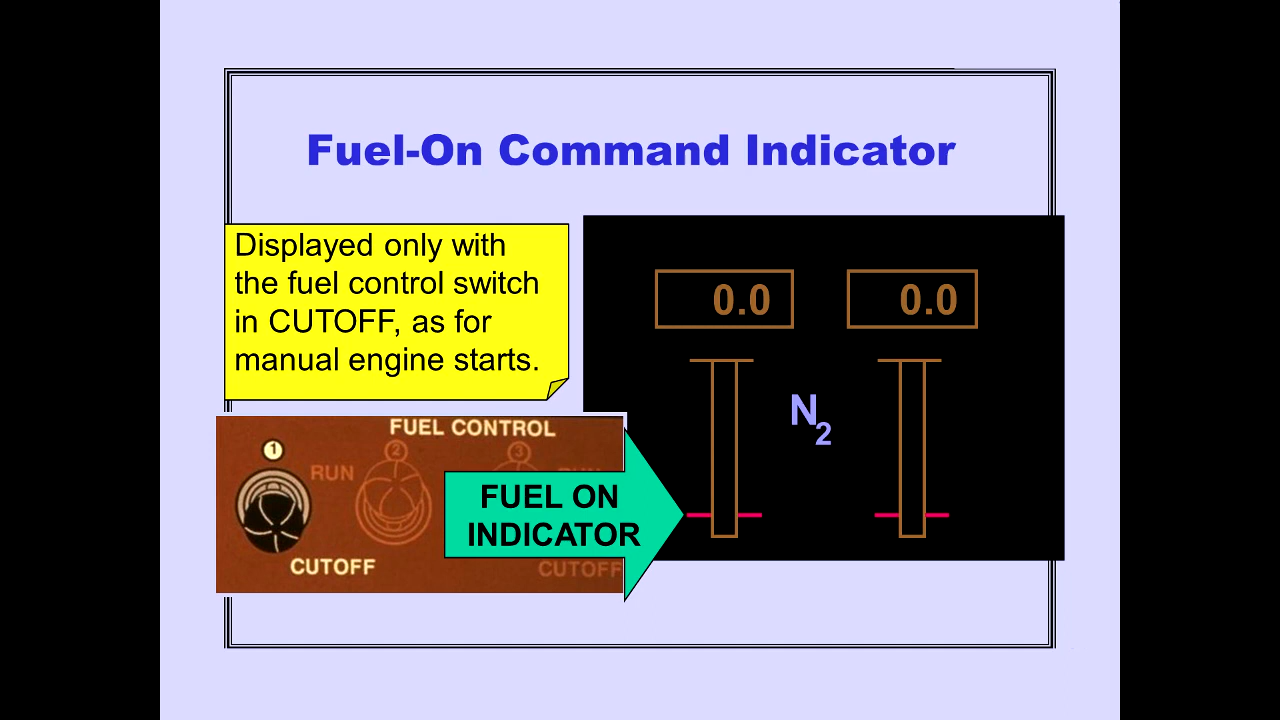 Fuel-On Command Indicator
Displayed only with
the fuel control switch
in CUTOFF, as for
manual engine starts.
0.0 0.0
N2
FUEL CONTROL
1 2 3
RUN RUN
FUEL ON
INDICATOR
CUTOFF CUTOFF